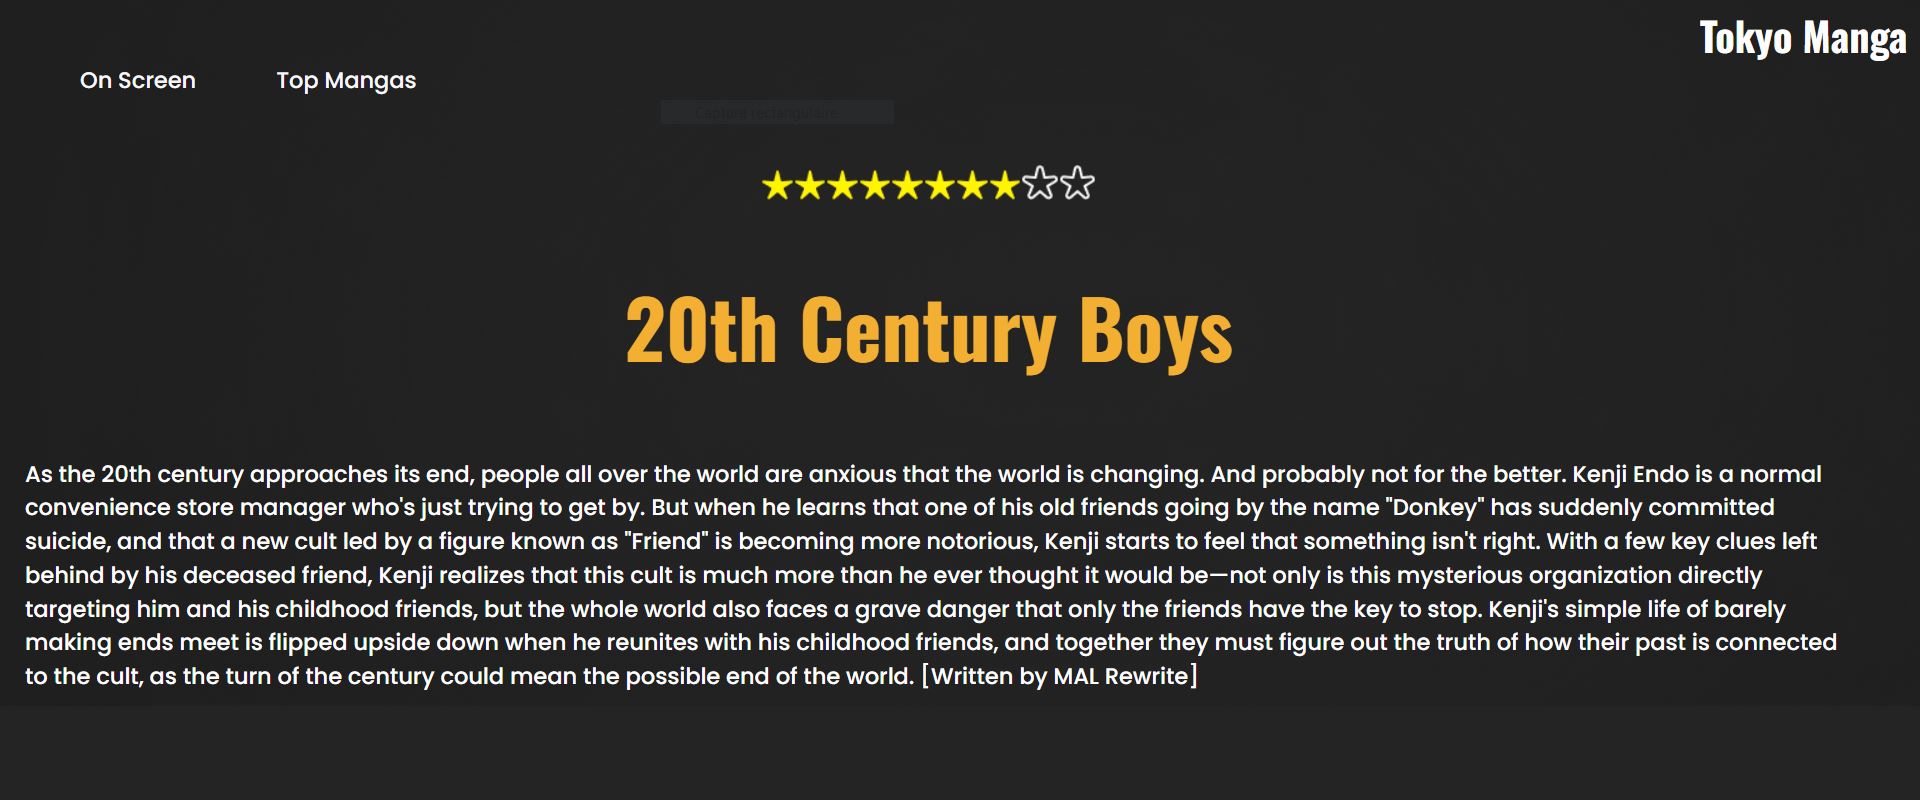 Tokyo Manga
On Screen
Top Mangas
Capture rectangulaire
20th Century Boys
As the 20th century approaches its end, people all over the world are anxious that the world is changing. And probably not for the better. Kenji Endo is a normal
convenience store manager who's just trying to get by. But when he learns that one of his old friends going by the name "Donkey" has suddenly committed
suicide, and that a new cult led by a figure known as "Friend" is becoming more notorious, Kenji starts to feel that something isn't right. With a few key clues left
behind by his deceased friend, Kenji realizes that this cult is much more than he ever thought it would be—not only is this mysterious organization directly
targeting him and his childhood friends, but the whole world also faces a grave danger that only the friends have the key to stop. Kenji's simple life of barely
making ends meet is flipped upside down when he reunites with his childhood friends, and together they must figure out the truth of how their past is connected
to the cult, as the turn of the century could mean the possible end of the world. [Written by MAL Rewrite]